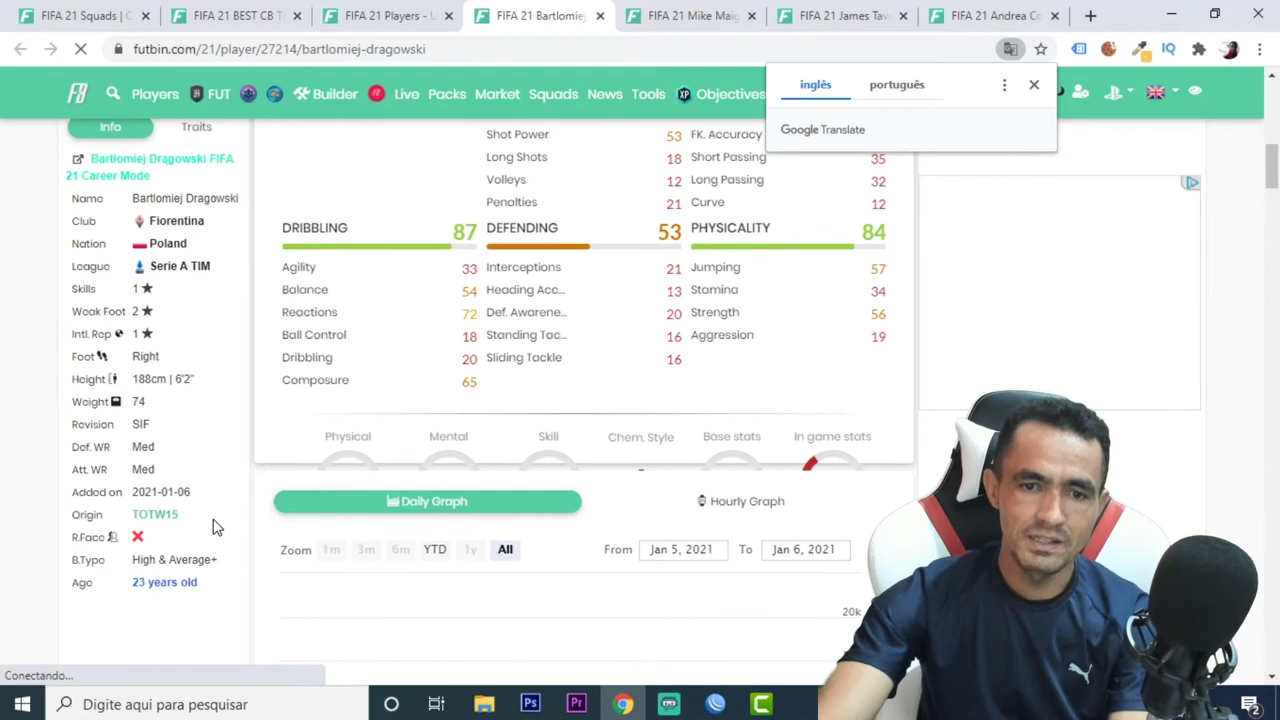 FIFA 21 Squads | C
FIFA 21 BEST CB T
FIFA 21 Players - U
FIFA 21 Bartlomiej
FIFA 21 Mike Maig
FIFA 21 James Tav
FIFA 21 Andrea Co
futbin.com/21/player/27214/bartlomiej-dragowski
Players UT Builder Live Packs Market Squads News Tools XP Objectives
inglês português
Google Translate
Info Traits
Bartłomiej Drągowski FIFA
21 Career Mode
Name Bartłomiej Drągowski
Club Fiorentina
Nation Poland
League Serie A TIM
Skills 1
Weak Foot 2
Intl. Rep 1
Foot Right
Height 188cm | 6'2"
Weight 74
Revision SIF
Def. WR Med
Att. WR Med
Added on 2021-01-06
Origin TOTW15
R.Face
B.Type High & Average+
Age 23 years old
Shot Power 53 FK. Accuracy
Long Shots 18 Short Passing 35
Volleys 12 Long Passing 32
Penalties 21 Curve 12
DRIBBLING 87 DEFENDING 53 PHYSICALITY 84
Agility 33 Interceptions 21 Jumping 57
Balance 54 Heading Acc... 13 Stamina 34
Reactions 72 Def. Awarene... 20 Strength 56
Ball Control 18 Standing Tac... 16 Aggression 19
Dribbling 20 Sliding Tackle 16
Composure 65
Physical Mental Skill Chem. Style Base stats In game stats
Daily Graph Hourly Graph
Zoom 1m 3m 6m YTD 1y All From Jan 5, 2021 To Jan 6, 2021
20k
Conectando...
Digite aqui para pesquisar
Ps Pr
IQ
2